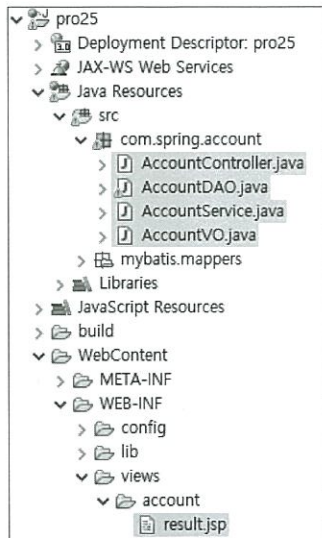 pro25
Deployment Descriptor: pro25
JAX-WS Web Services
Java Resources
src
com.spring.account
AccountController.java
AccountDAO.java
AccountService.java
AccountVO.java
mybatis.mappers
Libraries
JavaScript Resources
build
WebContent
META-INF
WEB-INF
config
lib
views
account
result.jsp